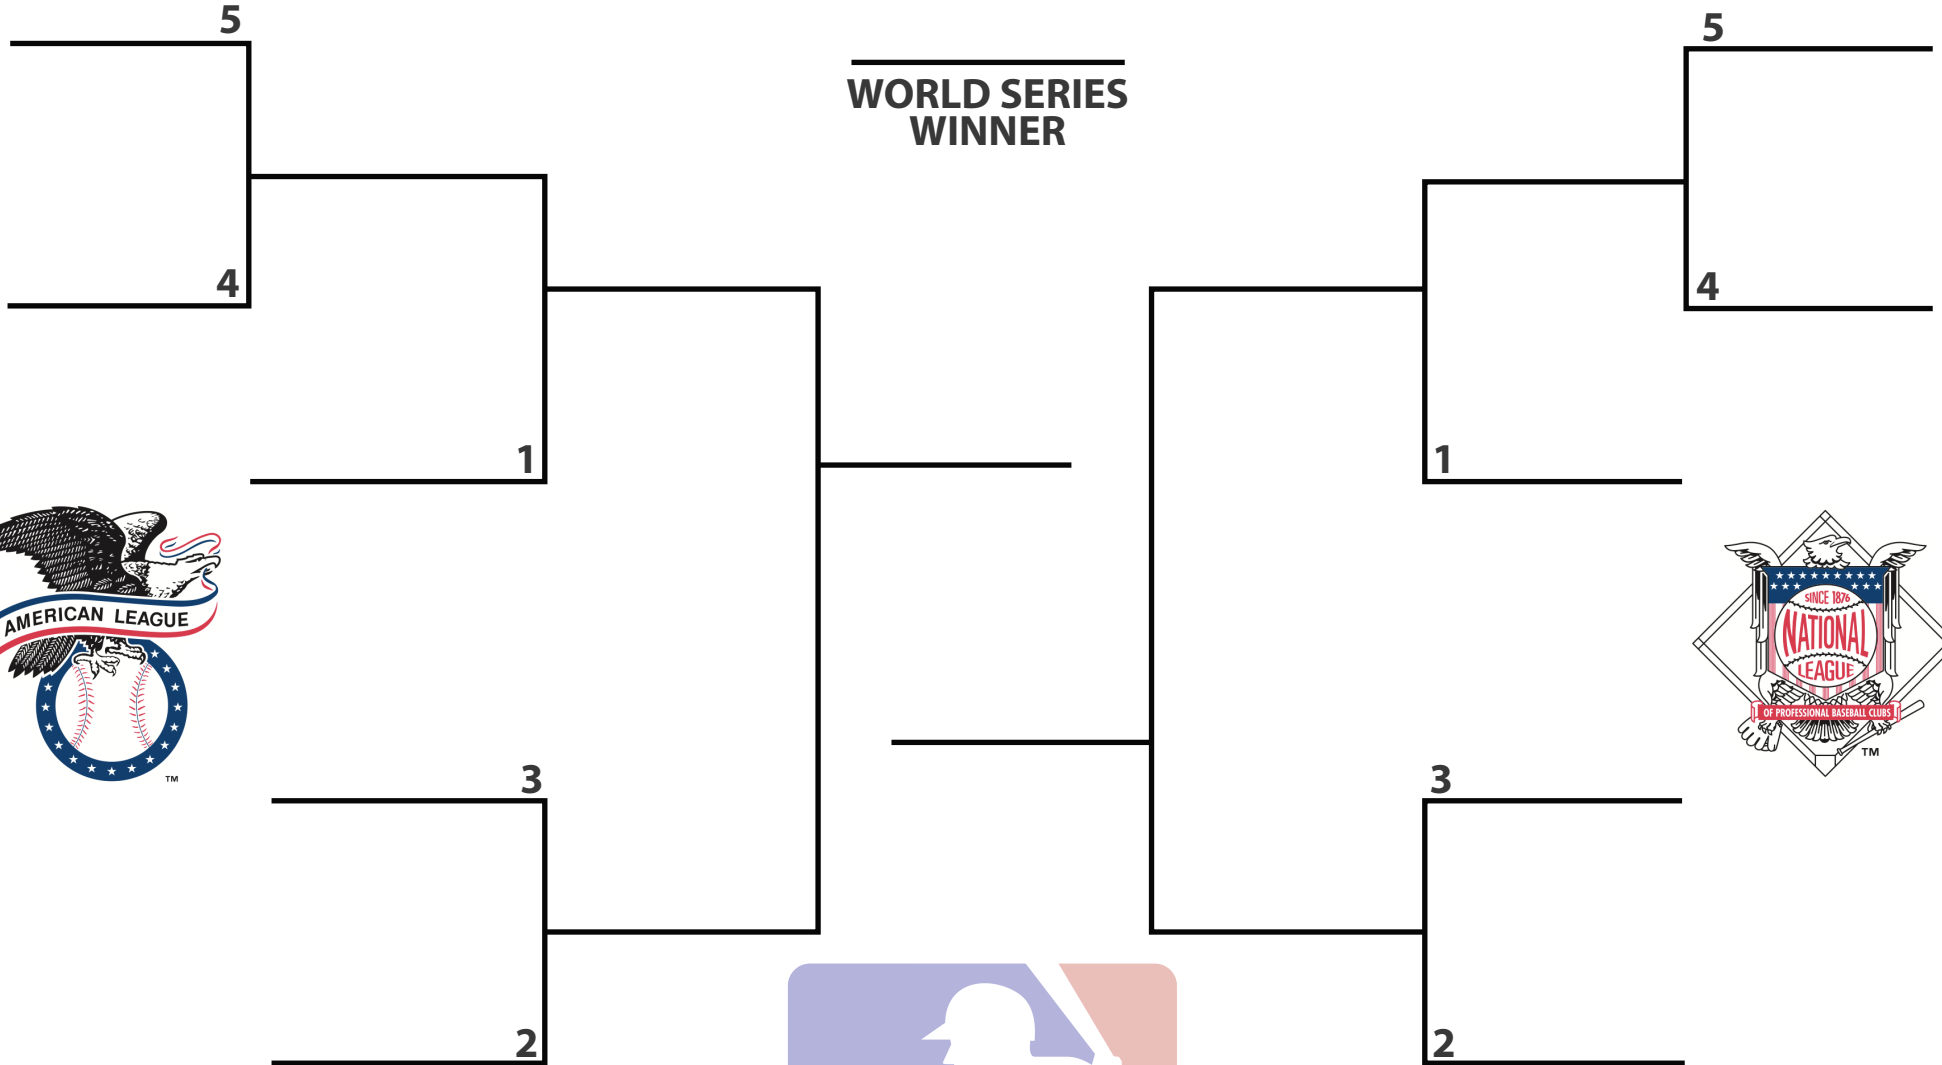 5
5
WORLD SERIES
WINNER
4
4
1
1
AMERICAN LEAGUE
TM
SINCE 1876
NATIONAL
LEAGUE
OF PROFESSIONAL BASEBALL CLUBS
TM
3
3
2
2